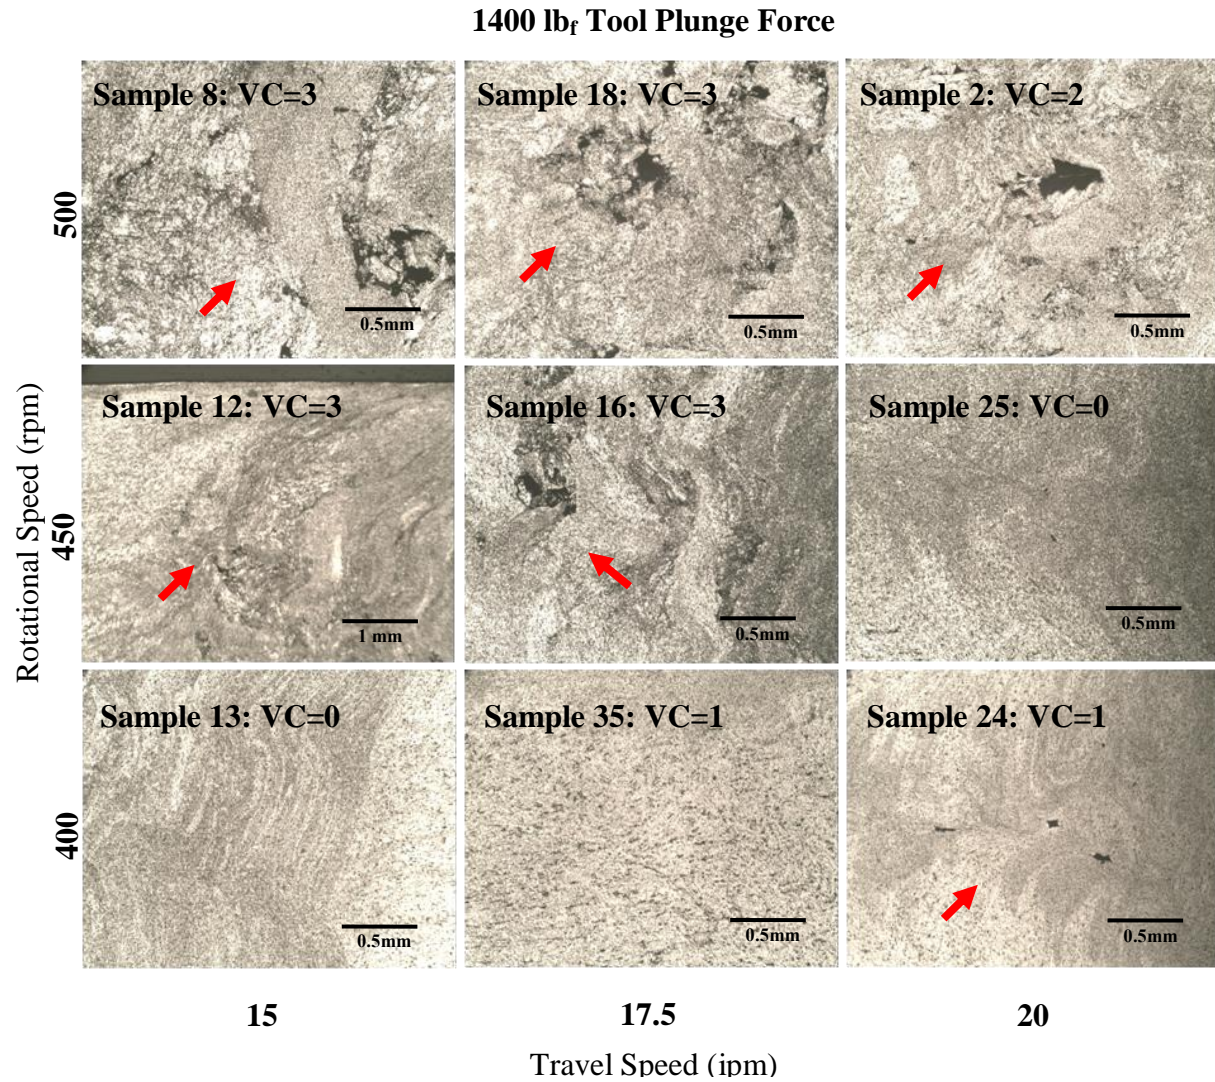 1400 lbf Tool Plunge Force
Sample 8: VC=3
Sample 18: VC=3
Sample 2: VC=2
500
0.5mm
0.5mm
0.5mm
Sample 12: VC=3
Sample 16: VC=3
Sample 25: VC=0
Rotational Speed (rpm)
450
1 mm
0.5mm
0.5mm
Sample 13: VC=0
Sample 35: VC=1
Sample 24: VC=1
400
0.5mm
0.5mm
0.5mm
15
17.5
20
Travel Speed (ipm)